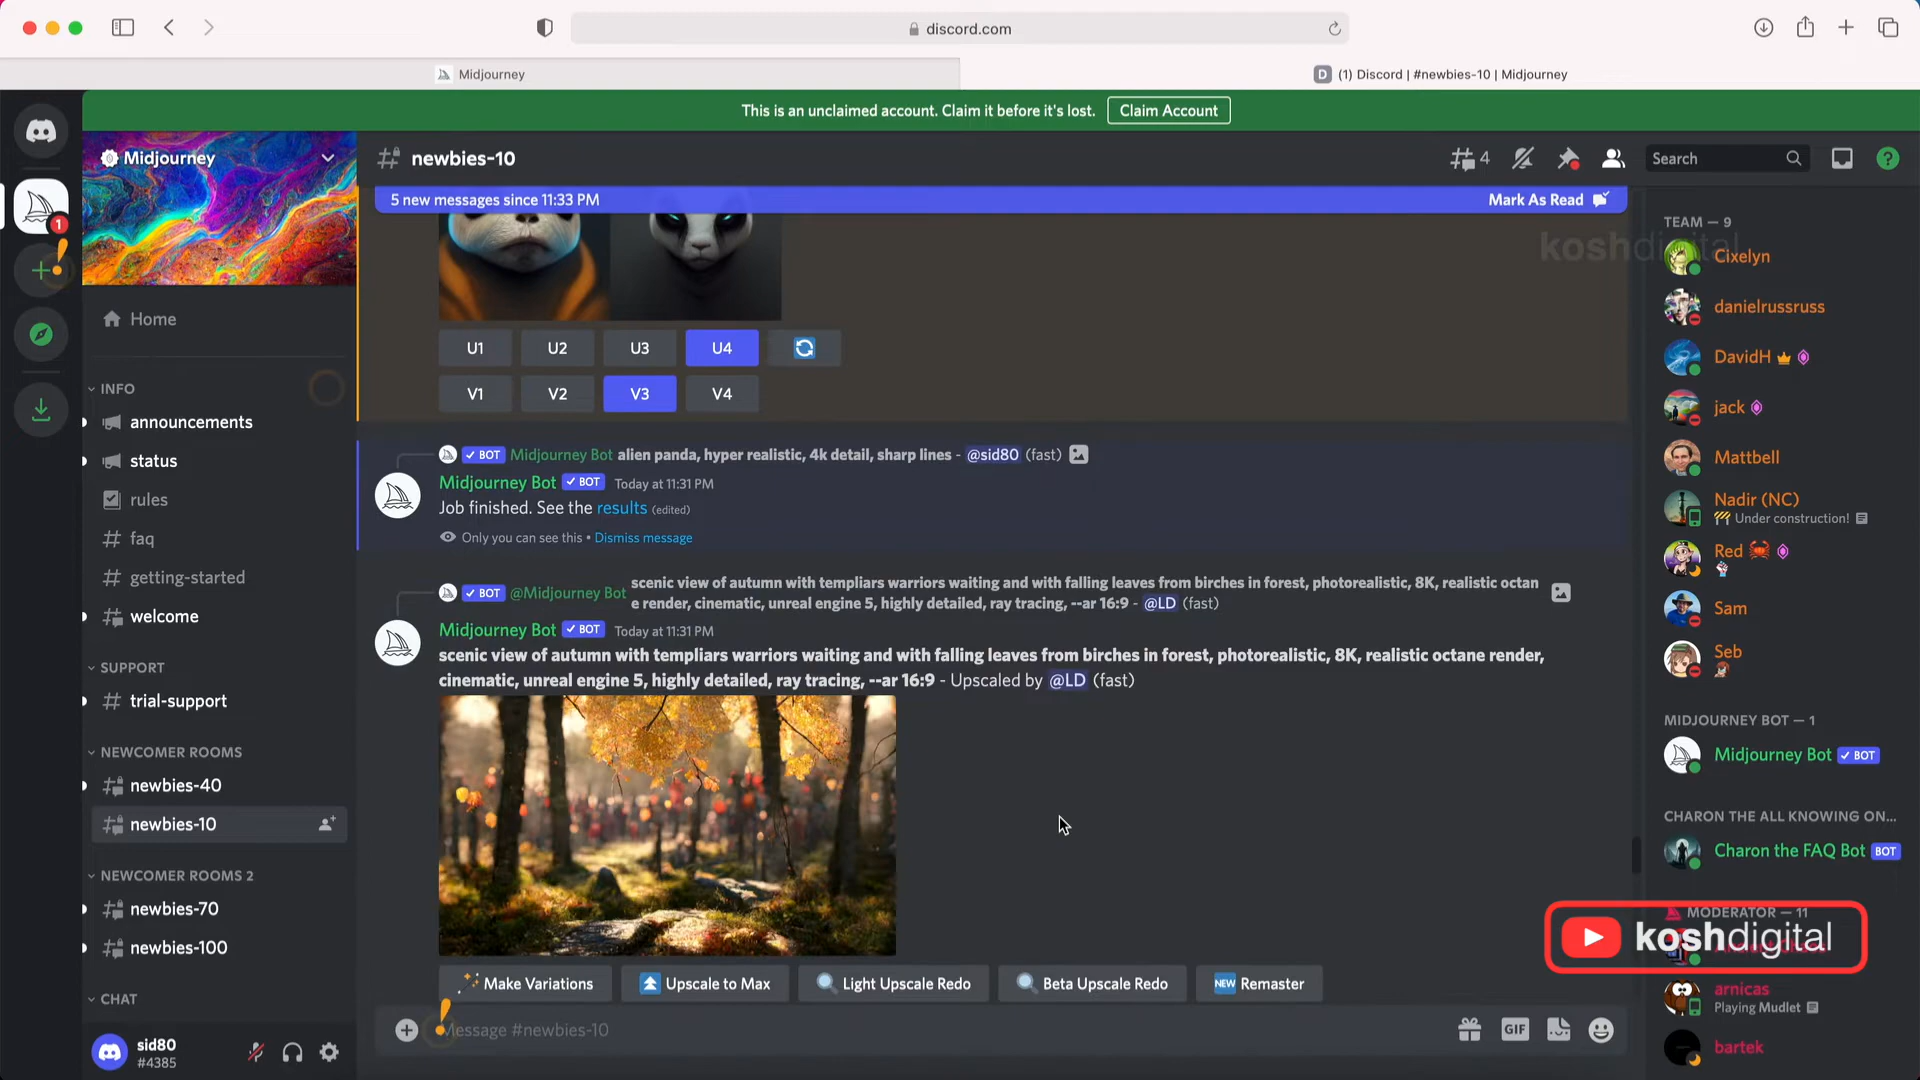 discord.com
Midjourney
D (1) Discord | #newbies-10 | Midjourney
This is an unclaimed account. Claim it before it's lost. Claim Account
Midjourney
1
Home
INFO
announcements
status
rules
faq
getting-started
welcome
SUPPORT
trial-support
NEWCOMER ROOMS
newbies-40
newbies-10
NEWCOMER ROOMS 2
newbies-70
newbies-100
CHAT
sid80
#4385
newbies-10
4
Search
?
5 new messages since 11:33 PM Mark As Read
U1 U2 U3 U4
V1 V2 V3 V4
BOT Midjourney Bot alien panda, hyper realistic, 4k detail, sharp lines - @sid80 (fast)
Midjourney Bot BOT Today at 11:31 PM
Job finished. See the results (edited)
Only you can see this • Dismiss message
BOT @Midjourney Bot scenic view of autumn with templiars warriors waiting and with falling leaves from birches in forest, photorealistic, 8K, realistic octan
e render, cinematic, unreal engine 5, highly detailed, ray tracing, --ar 16:9 - @LD (fast)
Midjourney Bot BOT Today at 11:31 PM
scenic view of autumn with templiars warriors waiting and with falling leaves from birches in forest, photorealistic, 8K, realistic octane render,
cinematic, unreal engine 5, highly detailed, ray tracing, --ar 16:9 - Upscaled by @LD (fast)
Make Variations Upscale to Max Light Upscale Redo Beta Upscale Redo NEW Remaster
Message #newbies-10
GIF
TEAM — 9
koshdigital
Cixelyn
danielrussruss
DavidH
jack
Mattbell
Nadir (NC)
Under construction!
Red
Sam
Seb
MIDJOURNEY BOT — 1
Midjourney Bot BOT
CHARON THE ALL KNOWING ON...
Charon the FAQ Bot BOT
MODERATOR — 11
koshdigital
arnicas
Playing Mudlet
bartek